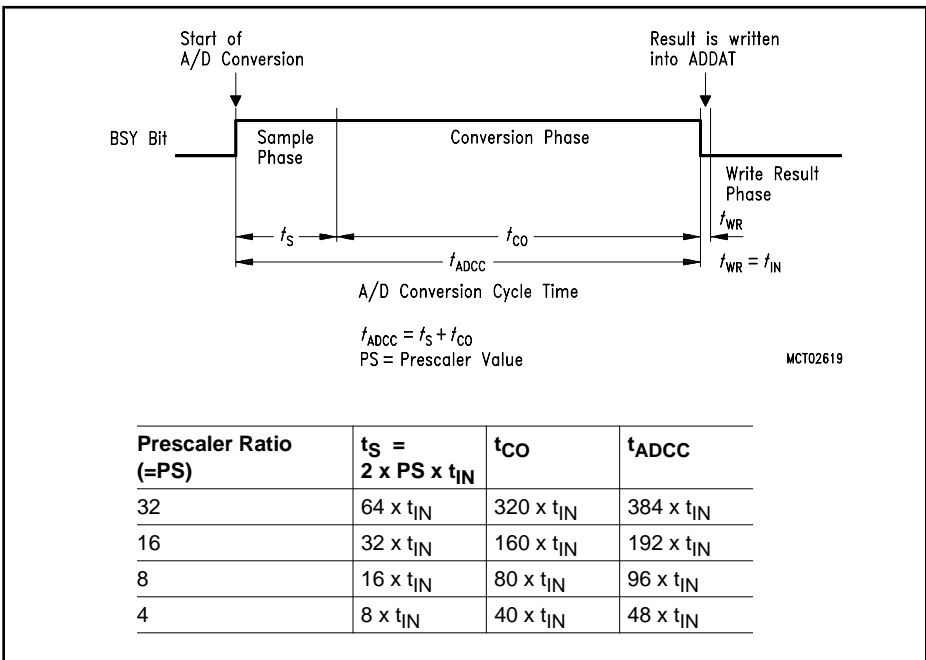 Start of
A/D Conversion
Result is written
into ADDAT
BSY Bit
Sample
Phase
Conversion Phase
Write Result
Phase
tS
tCO
tWR
tADCC
tWR = tIN
A/D Conversion Cycle Time
tADCC = tS + tCO
PS = Prescaler Value
MCT02619
Prescaler Ratio
(=PS)
tS =
2 x PS x tIN
tCO
tADCC
32 64 x tIN 320 x tIN 384 x tIN
16 32 x tIN 160 x tIN 192 x tIN
8 16 x tIN 80 x tIN 96 x tIN
4 8 x tIN 40 x tIN 48 x tIN